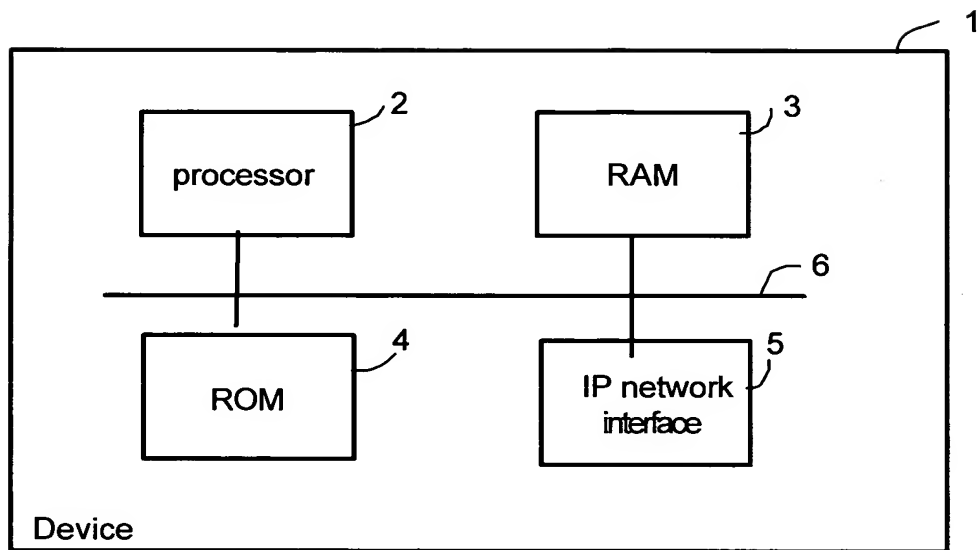 1
2
3
processor
RAM
6
4
5
ROM
IP network
interface
Device